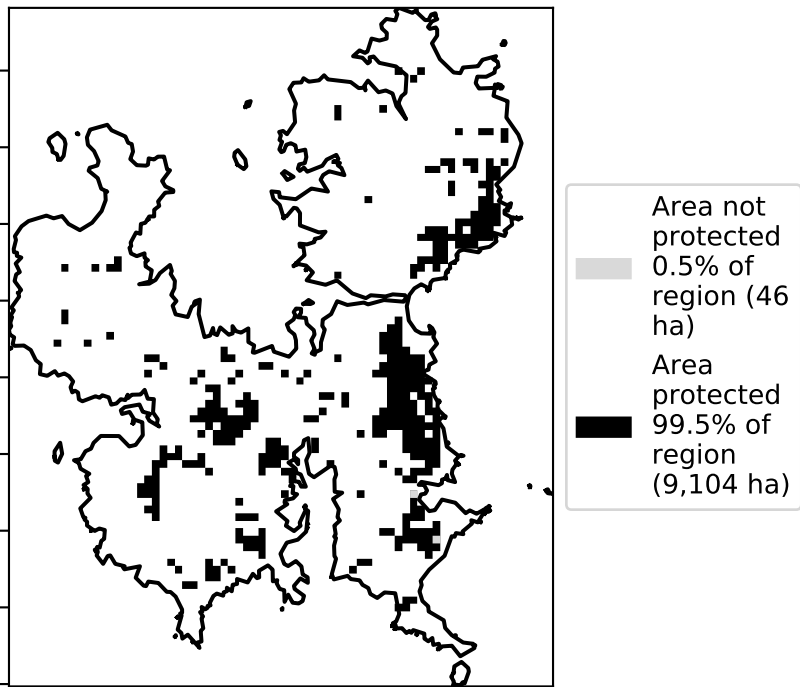 Area not
protected
0.5% of
region (46
ha)
Area
protected
99.5% of
region
(9,104 ha)